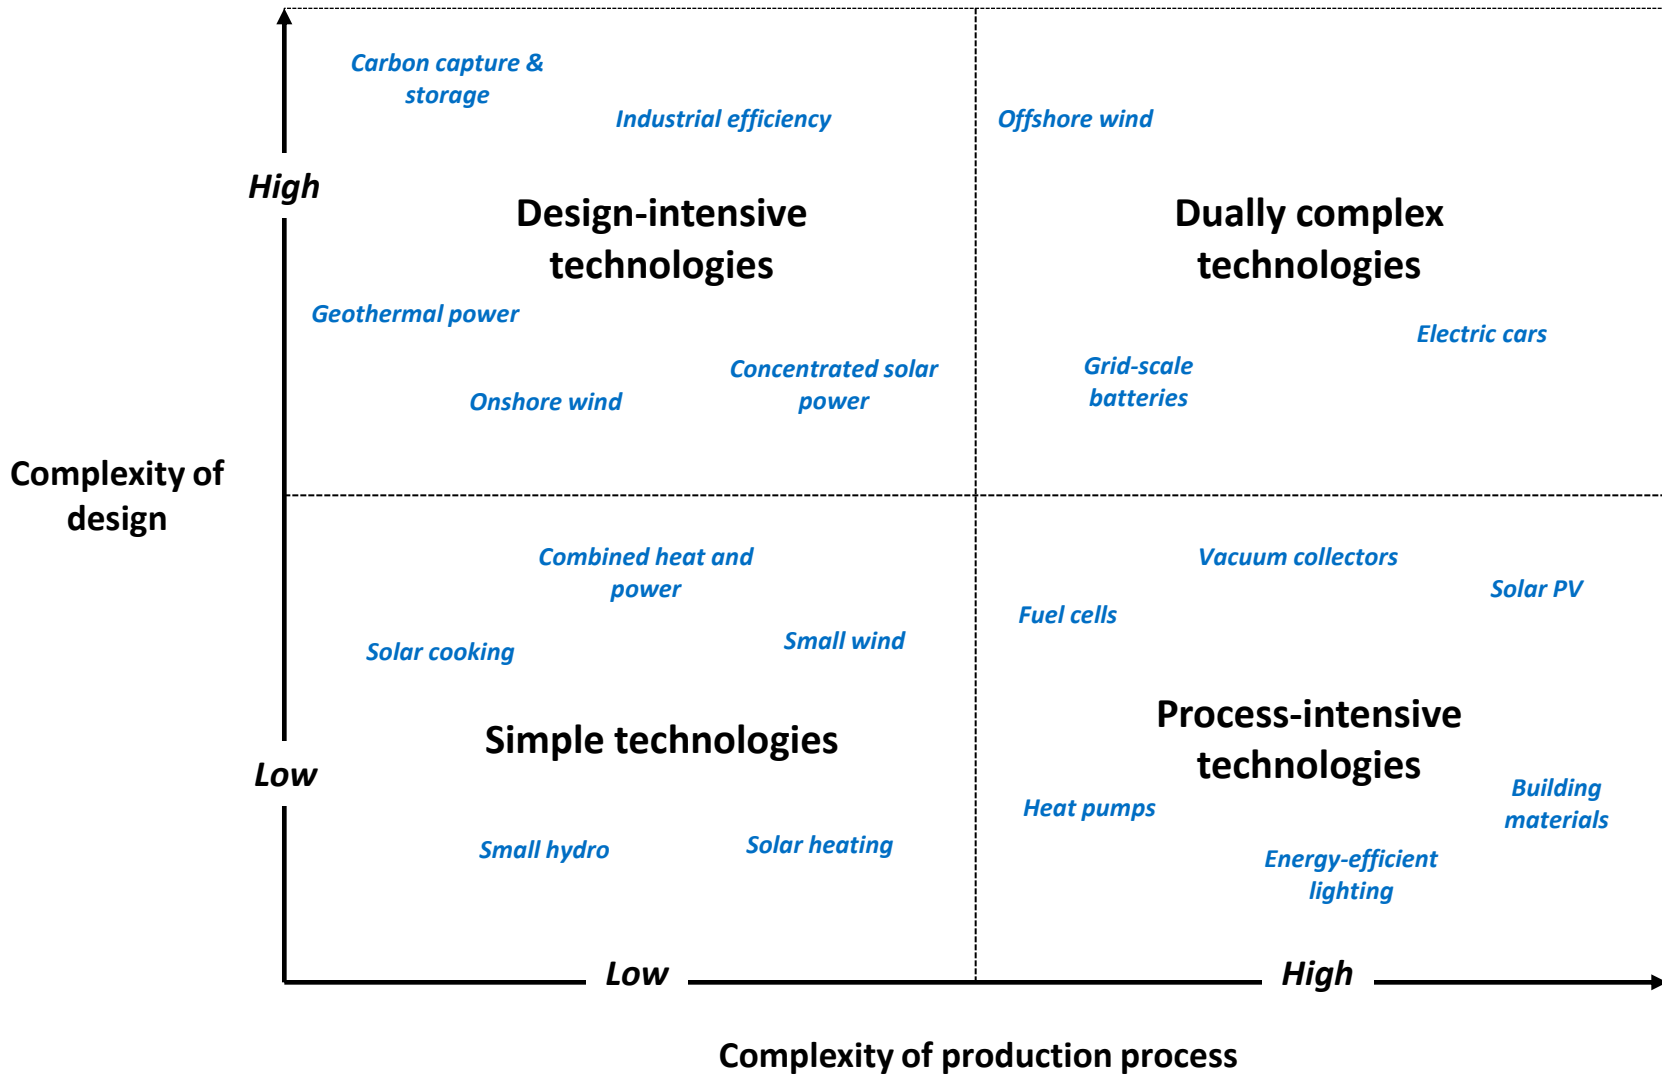 Carbon capture &
storage
Industrial efficiency
Offshore wind
High
Design-intensive
technologies
Dually complex
technologies
Geothermal power
Electric cars
Concentrated solar
power
Grid-scale
batteries
Onshore wind
Complexity of
design
Combined heat and
power
Vacuum collectors
Solar PV
Fuel cells
Small wind
Solar cooking
Simple technologies
Process-intensive
technologies
Low
Heat pumps
Building
materials
Small hydro
Solar heating
Energy-efficient
lighting
Low
High
Complexity of production process